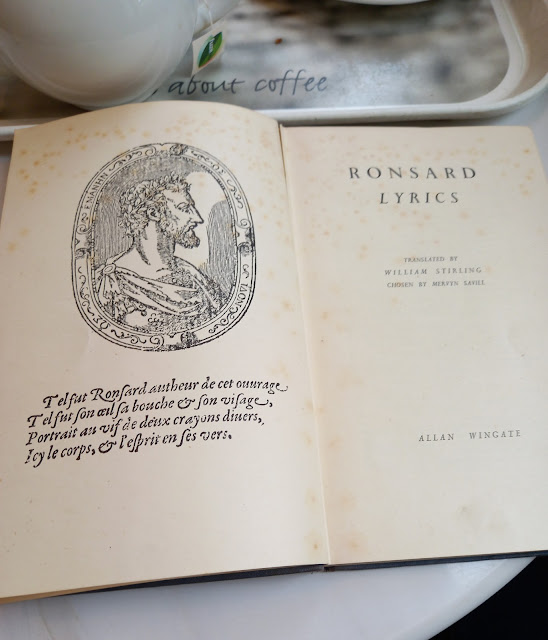 about coffee
Tel fut Ronsard autheur de cet ouurage
Tel fut son œil sa bouche & son visage,
Portrait au vif de deux crayons diuers,
Icy le corps, & l'esprit en ses vers.
RONSARD
LYRICS
TRANSLATED BY
WILLIAM STIRLING
CHOSEN BY MERVYN SAVILL
ALLAN WINGATE